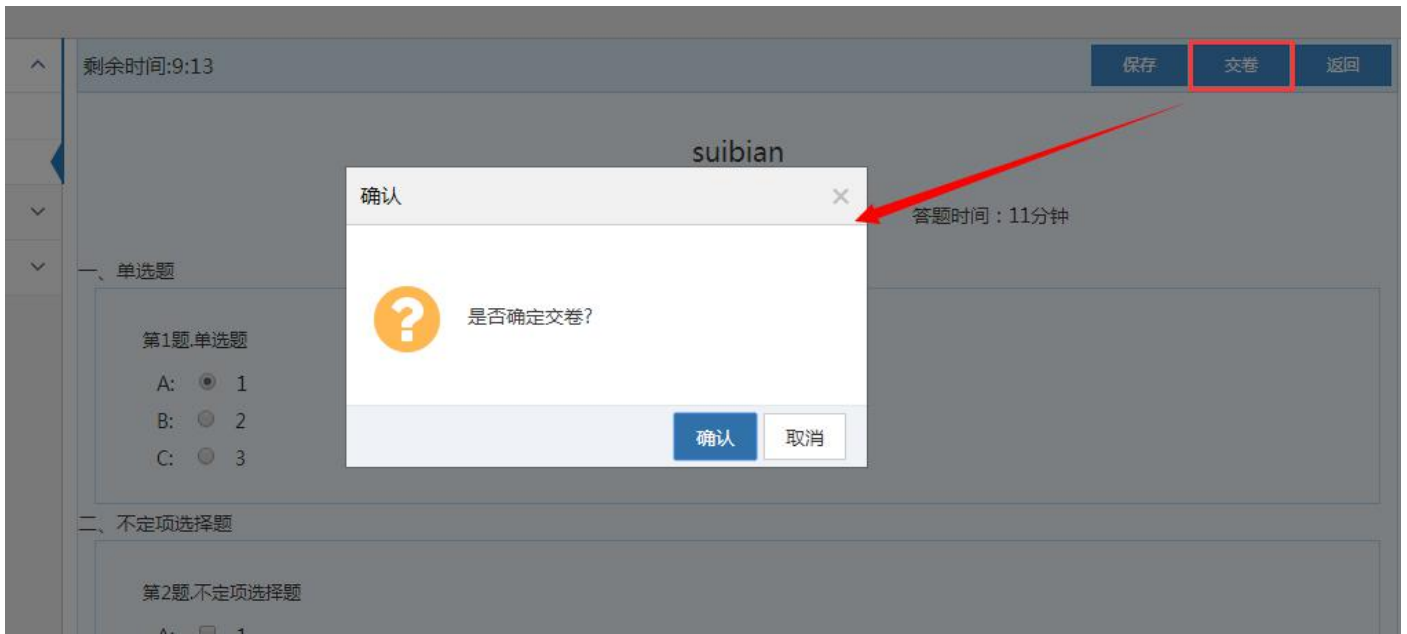 剩余时间:9:13
保存
交卷
返回
suibian
答题时间：11分钟
确认
×
是否确定交卷?
确认
取消
一、单选题
第1题.单选题
A: 1
B: 2
C: 3
二、不定项选择题
第2题.不定项选择题
A: 1